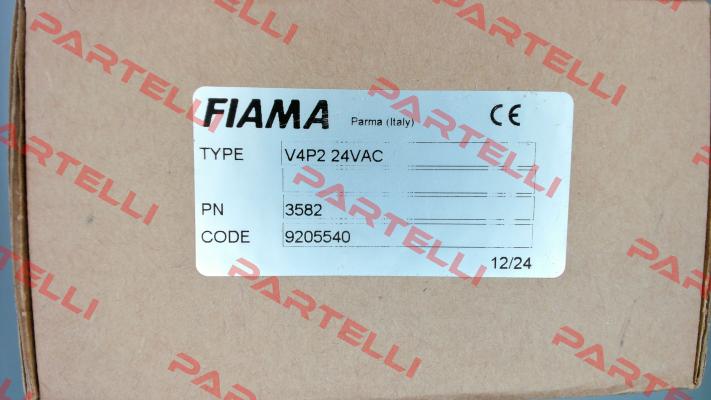 FIAMA Parma (Italy) CE
TYPE V4P2 24VAC
PN 3582
CODE 9205540
12/24
PARTELLI
PARTELLI
PARTELLI
PARTELLI
PARTELLI
PARTELLI
PARTELLI
PARTELLI